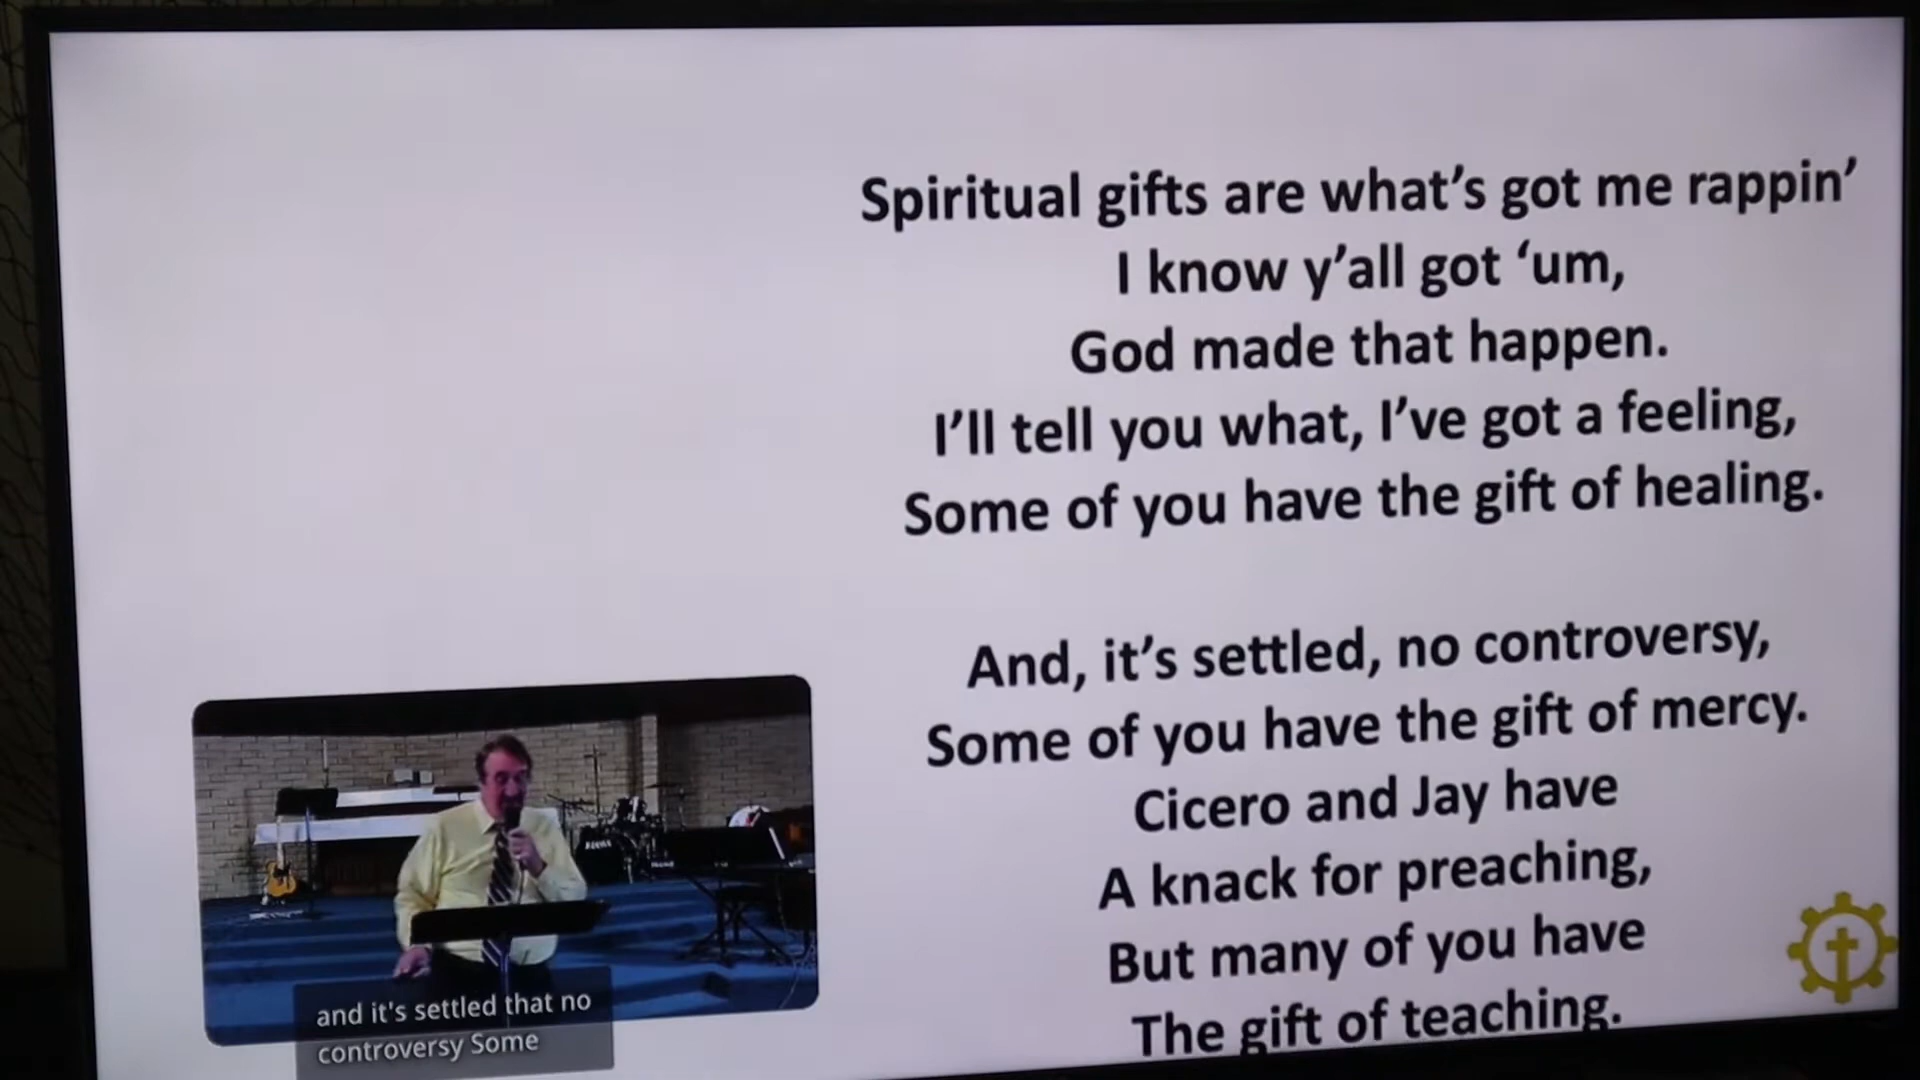 Spiritual gifts are what's got me rappin'
I know y'all got ‘um,
God made that happen.
I'll tell you what, I've got a feeling,
Some of you have the gift of healing.
And, it's settled, no controversy,
Some of you have the gift of mercy.
Cicero and Jay have
A knack for preaching,
But many of you have
The gift of teaching.
and it's settled that no
controversy Some